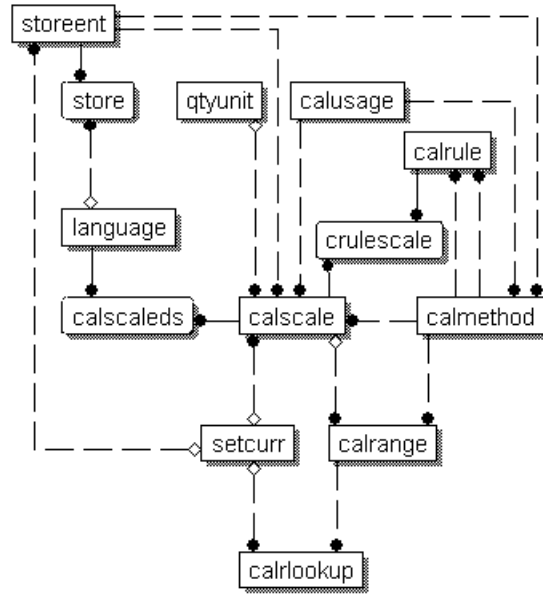 storeent
store
qtyunit
calusage
calrule
language
crulescale
calscaleds
calscale
calmethod
setcurr
calrange
calrlookup